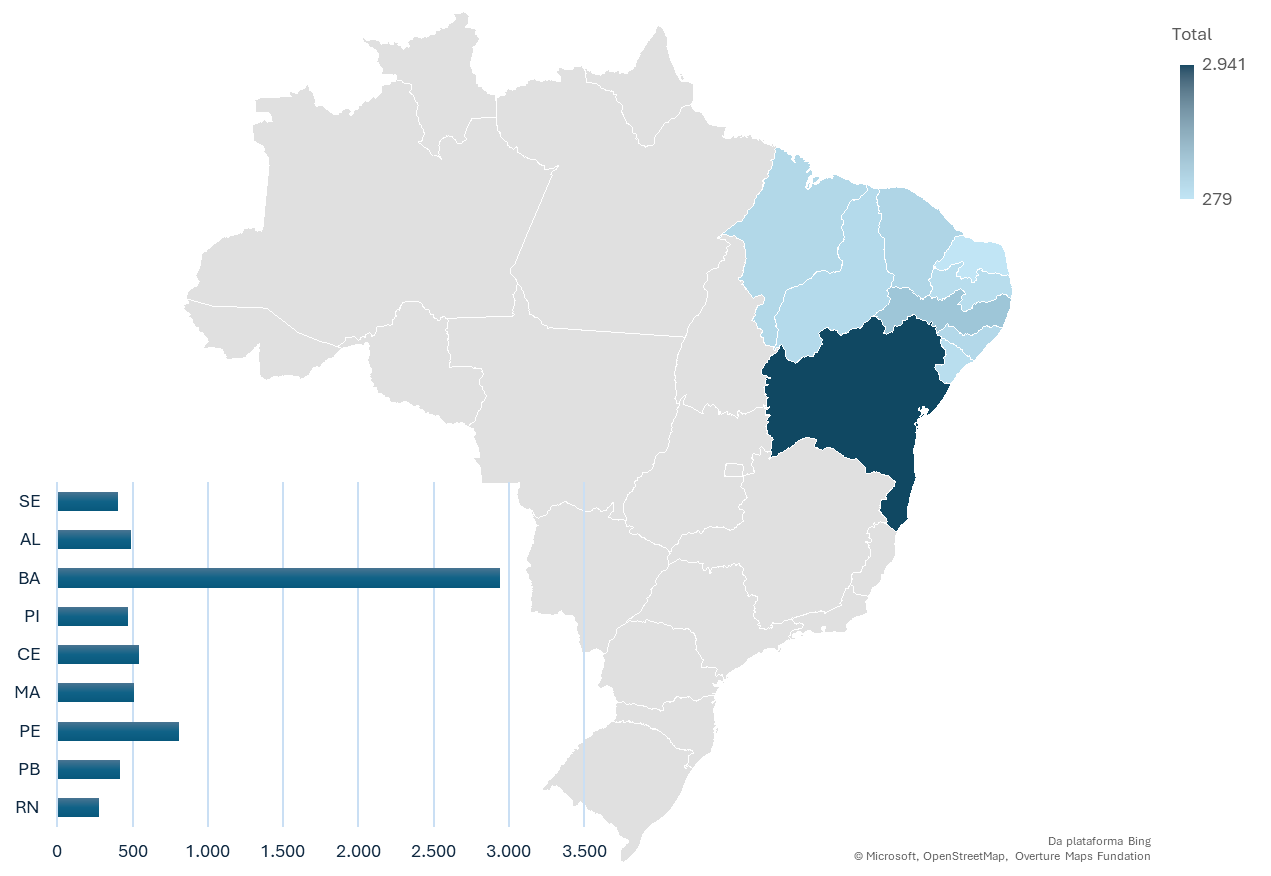 Total
2.941
279
SE
AL
BA
PI
CE
MA
PE
PB
RN
0 500 1.000 1.500 2.000 2.500 3.000 3.500
Da plataforma Bing
© Microsoft, OpenStreetMap, Overture Maps Fundation